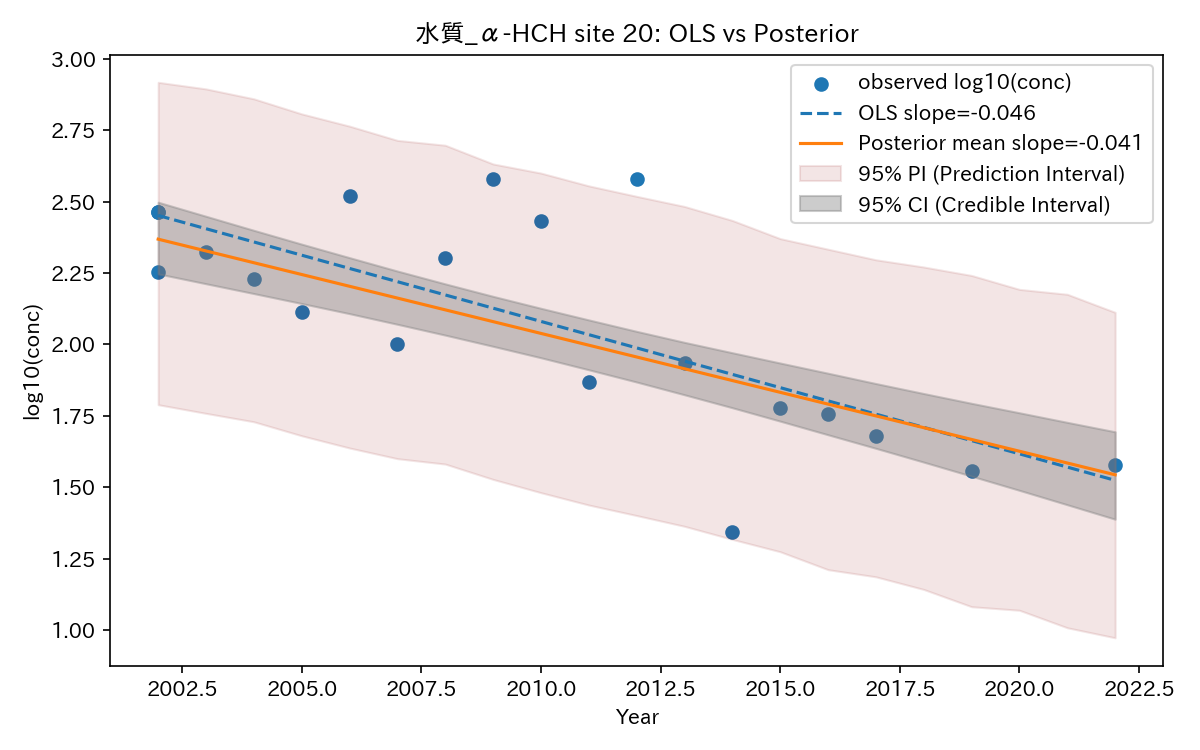 水質_α-HCH site 20: OLS vs Posterior
observed log10(conc)
OLS slope=-0.046
Posterior mean slope=-0.041
95% PI (Prediction Interval)
95% CI (Credible Interval)
log10(conc)
3.00
2.75
2.50
2.25
2.00
1.75
1.50
1.25
1.00
2002.5 2005.0 2007.5 2010.0 2012.5 2015.0 2017.5 2020.0 2022.5
Year